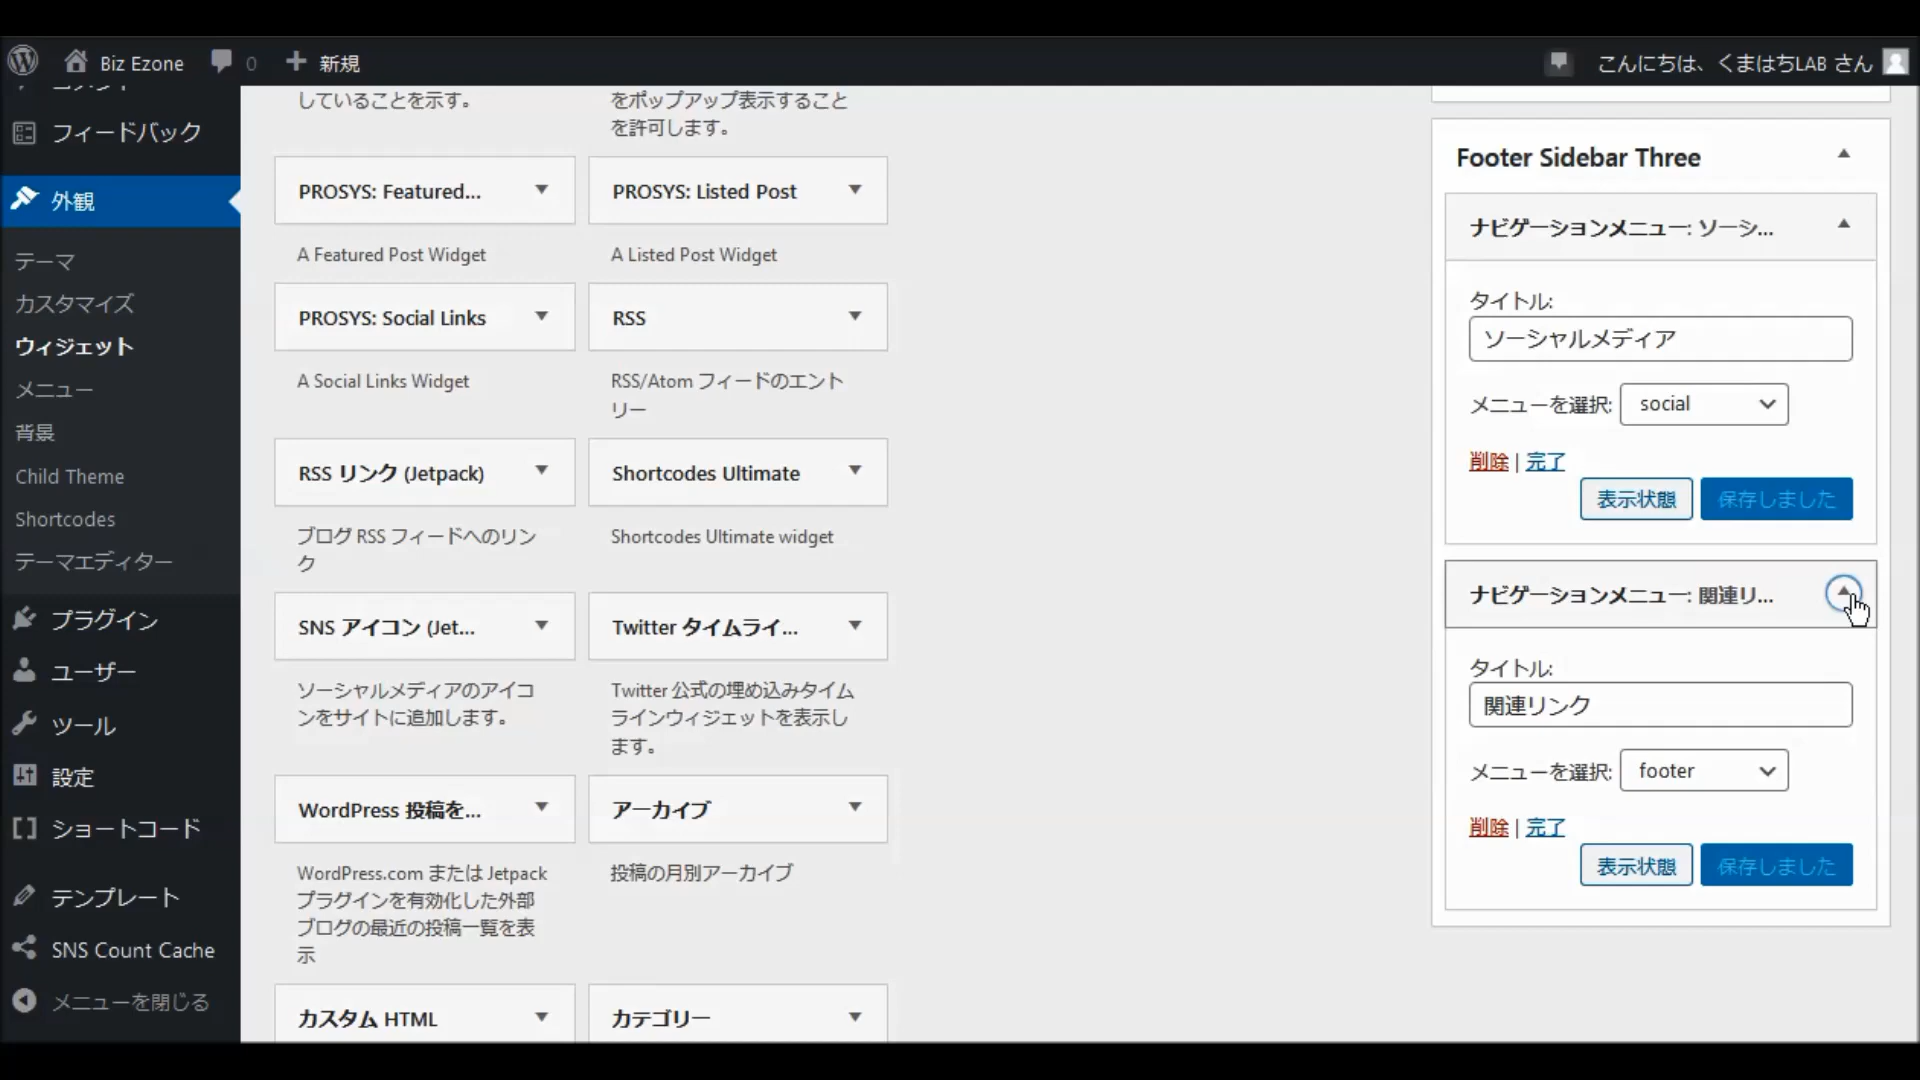 Biz Ezone
0
新規
こんにちは、くまはちLAB さん
フィードバック
外観
テーマ
カスタマイズ
ウィジェット
メニュー
背景
Child Theme
Shortcodes
テーマエディター
プラグイン
ユーザー
ツール
設定
ショートコード
テンプレート
SNS Count Cache
メニューを閉じる
していることを示す。
をポップアップ表示すること
を許可します。
PROSYS: Featured...
PROSYS: Listed Post
A Featured Post Widget
A Listed Post Widget
PROSYS: Social Links
RSS
A Social Links Widget
RSS/Atom フィードのエント
リー
RSS リンク (Jetpack)
Shortcodes Ultimate
ブログ RSS フィードへのリン
ク
Shortcodes Ultimate widget
SNS アイコン (Jet...
Twitter タイムライ...
ソーシャルメディアのアイコ
ンをサイトに追加します。
Twitter 公式の埋め込みタイム
ラインウィジェットを表示し
ます。
WordPress 投稿を...
アーカイブ
WordPress.com または Jetpack
プラグインを有効化した外部
ブログの最近の投稿一覧を表
示
投稿の月別アーカイブ
カスタム HTML
カテゴリー
Footer Sidebar Three
ナビゲーションメニュー: ソーシ...
タイトル:
ソーシャルメディア
メニューを選択: social
削除 | 完了
表示状態 保存しました
ナビゲーションメニュー: 関連リ...
タイトル:
関連リンク
メニューを選択: footer
削除 | 完了
表示状態 保存しました